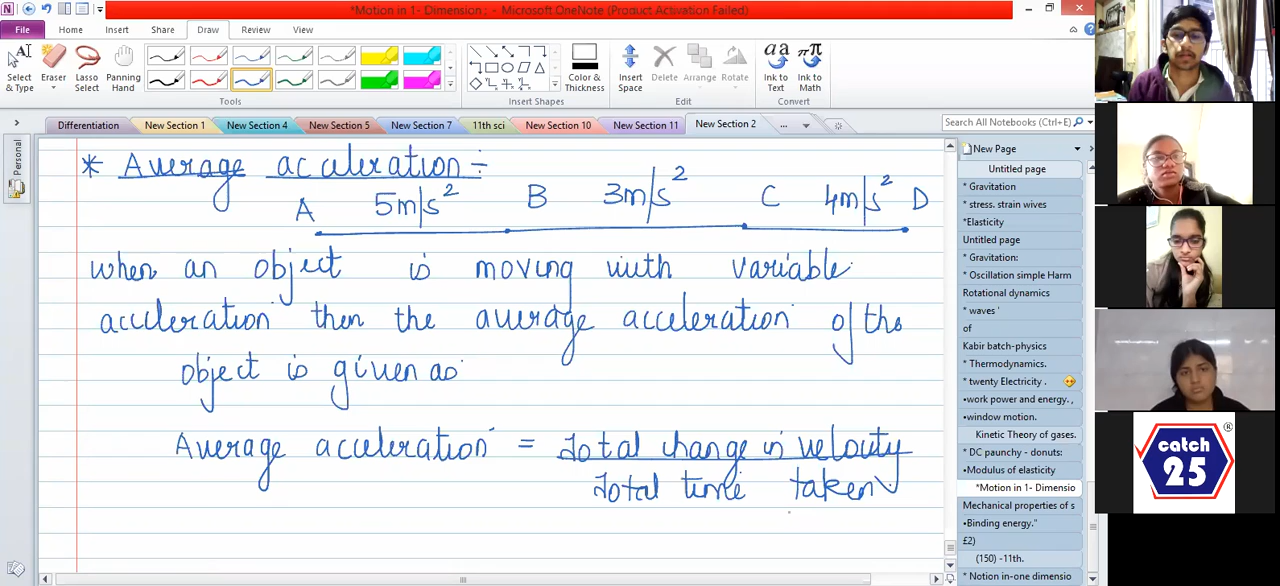 *Motion in 1- Dimension ; - Microsoft OneNote (Product Activation Failed)
File Home Insert Share Draw Review View
Select & Type
Eraser
Lasso Select
Panning Hand
Color & Thickness
Insert Space
Delete
Arrange
Rotate
Ink to Text
Ink to Math
Tools
Insert Shapes
Edit
Convert
Differentiation New Section 1 New Section 4 New Section 5 New Section 7 11th sci New Section 10 New Section 11 New Section 2 ...
Search All Notebooks (Ctrl+E)
Personal
* Average acceleration :-
A 5m/s² B 3m/s² C 4m/s² D
when an object is moving with variable
acceleration then the average acceleration of the
object is given as
Average acceleration = Total change in velocity
Total time taken
New Page
Untitled page
* Gravitation
* stress. strain wives
*Elasticity
Untitled page
* Gravitation:
* Oscillation simple Harm
Rotational dynamics
* waves '
of
Kabir batch-physics
* Thermodynamics.
* twenty Electricity .
•work power and energy. ,
•window motion.
Kinetic Theory of gases.
* DC paunchy - donuts:
•Modulus of elasticity
*Motion in 1- Dimensio
Mechanical properties of s
•Binding energy."
£2)
(150) -11th.
* Notion in-one dimensio
catch
25
®